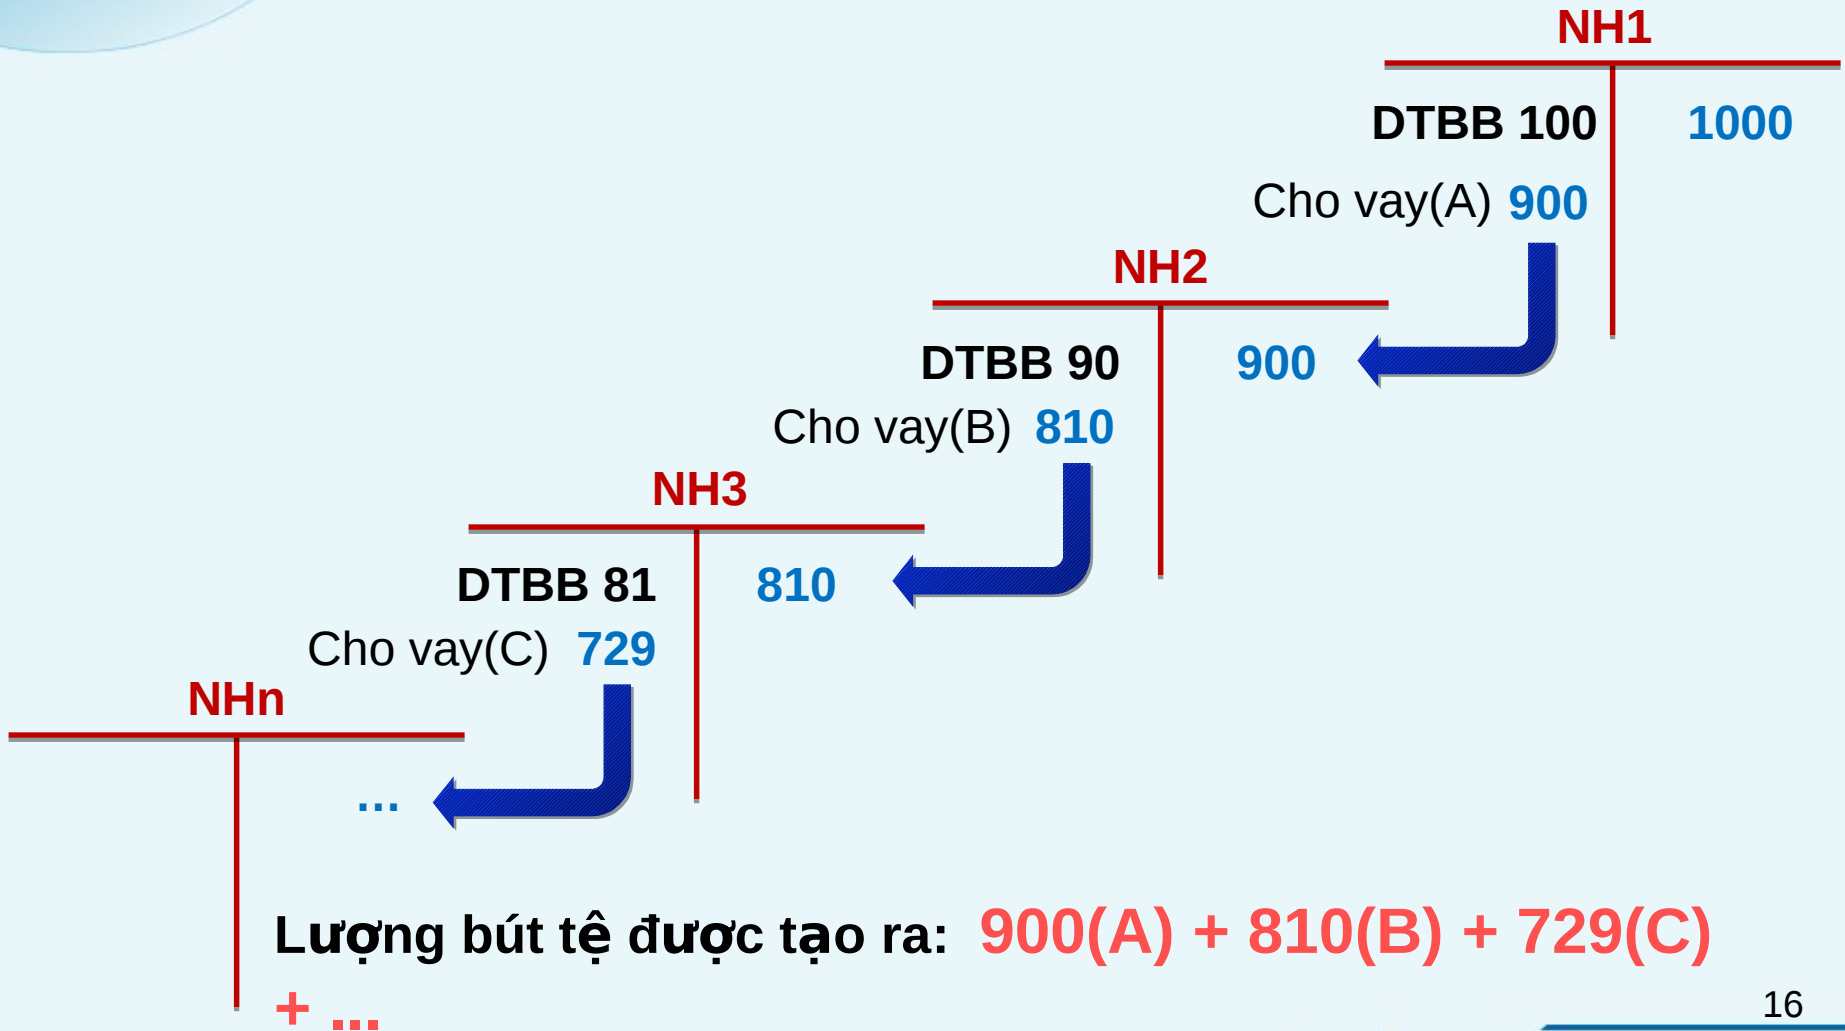 NH1
DTBB 100 1000
Cho vay(A) 900
NH2
DTBB 90 900
Cho vay(B) 810
NH3
DTBB 81 810
Cho vay(C) 729
NHn
...
Lượng bút tệ được tạo ra: 900(A) + 810(B) + 729(C)
+ ...
16